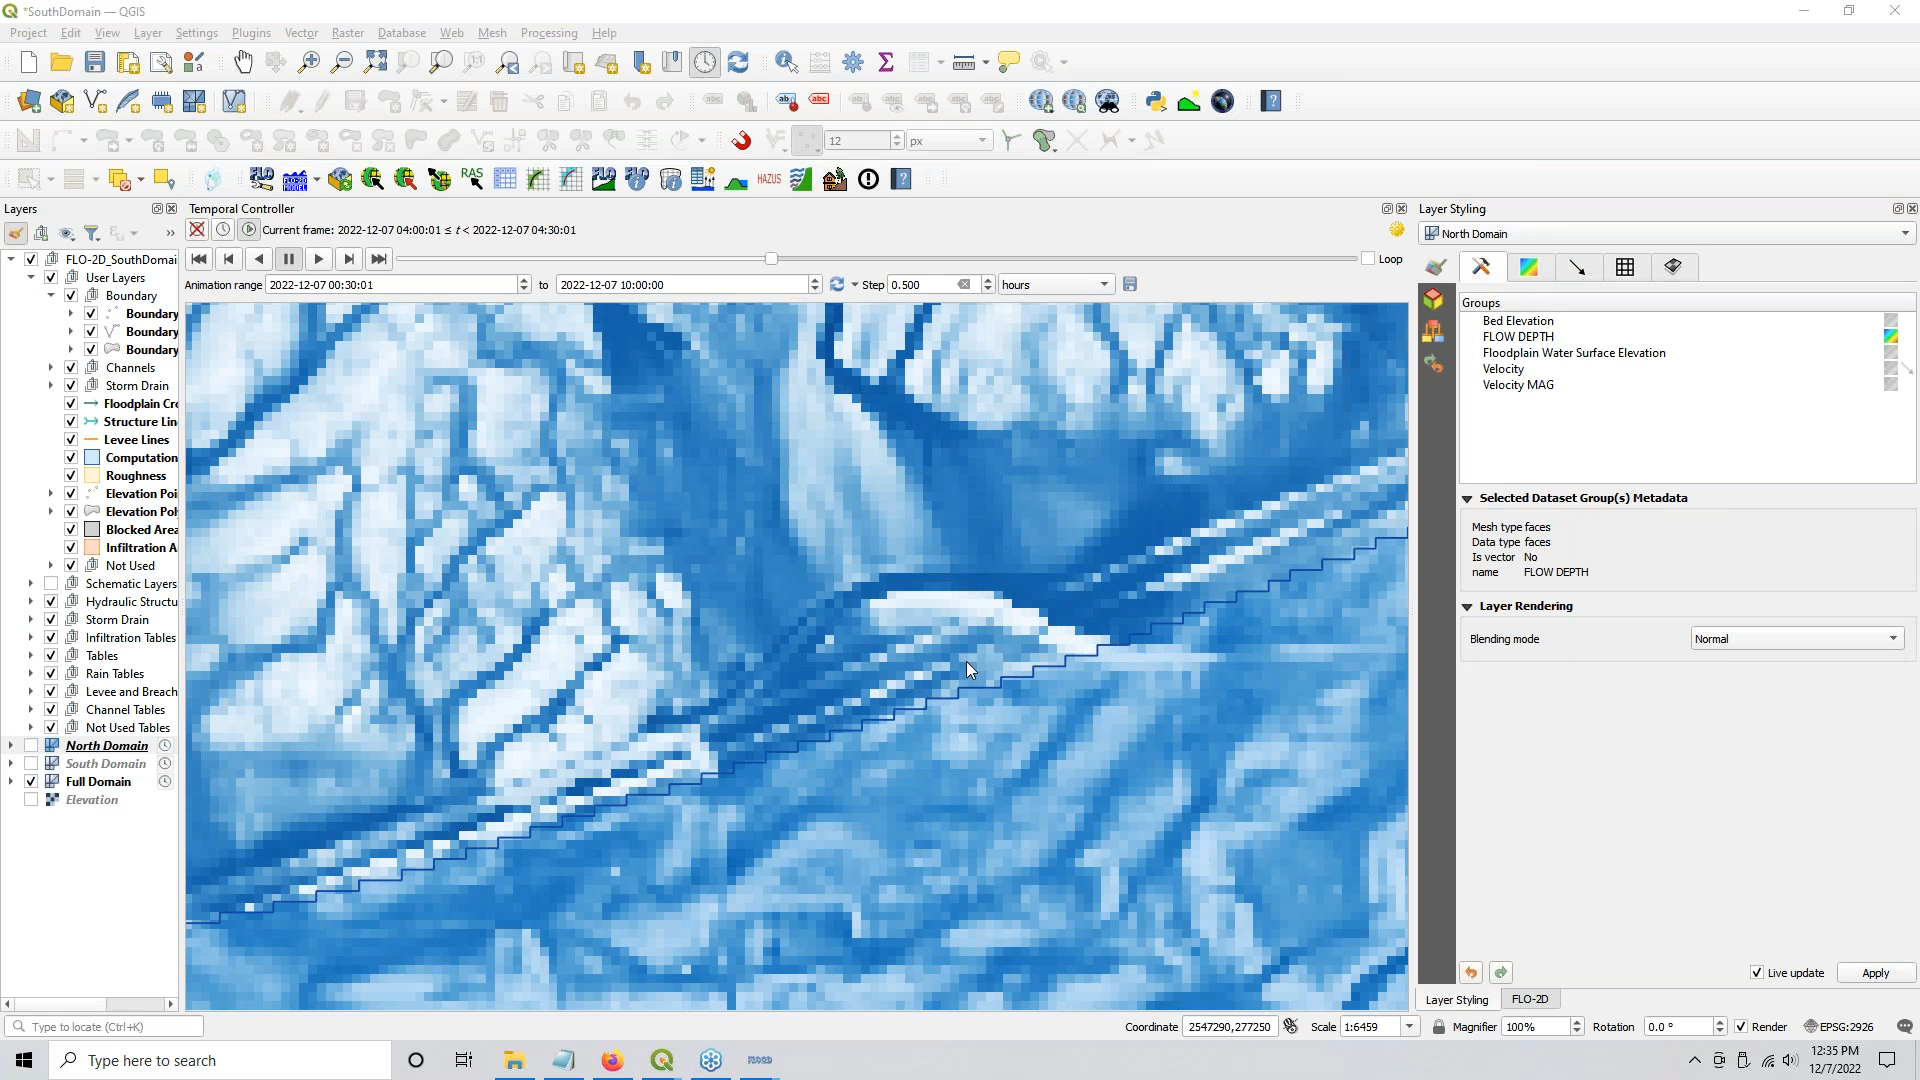 *SouthDomain — QGIS
Project Edit View Layer Settings Plugins Vector Raster Database Web Mesh Processing Help
12 px
FLO RAS HAZUS
Layers
Temporal Controller
Layer Styling
Current frame: 2022-12-07 04:00:01 ≤ t < 2022-12-07 04:30:01
North Domain
Loop
Animation range 2022-12-07 00:30:01 to 2022-12-07 10:00:00 Step 0.500 hours
FLO-2D_SouthDomai
User Layers
Boundary
Boundary
Boundary
Boundary
Channels
Storm Drain
Floodplain Cr
Structure Lin
Levee Lines
Computation
Roughness
Elevation Poi
Elevation Pol
Blocked Area
Infiltration A
Not Used
Schematic Layers
Hydraulic Structu
Storm Drain
Infiltration Tables
Tables
Rain Tables
Levee and Breach
Channel Tables
Not Used Tables
North Domain
South Domain
Full Domain
Elevation
Groups
Bed Elevation
FLOW DEPTH
Floodplain Water Surface Elevation
Velocity
Velocity MAG
Selected Dataset Group(s) Metadata
Mesh type faces
Data type faces
Is vector No
name FLOW DEPTH
Layer Rendering
Blending mode Normal
Live update Apply
Layer Styling FLO-2D
Type to locate (Ctrl+K)
Coordinate 2547290,277250 Scale 1:6459 Magnifier 100% Rotation 0.0 ° Render EPSG:2926
Type here to search
12:35 PM
12/7/2022